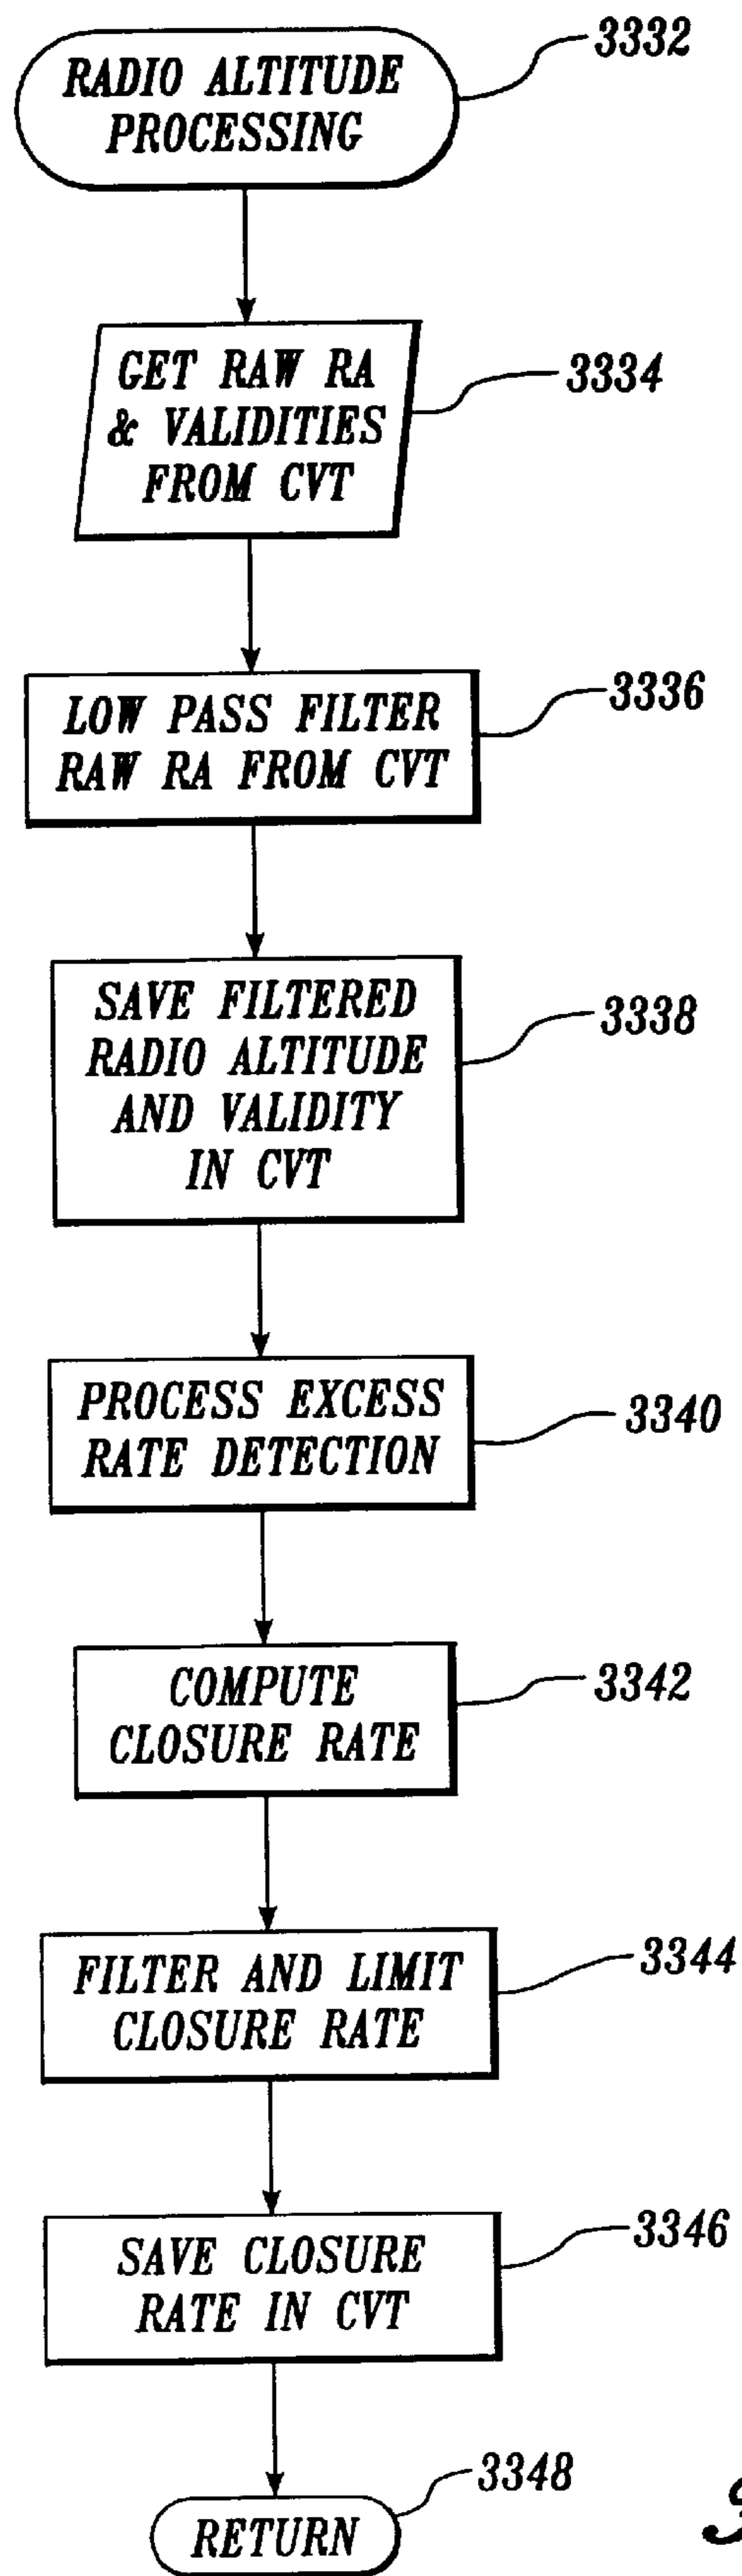 RADIO ALTITUDE
PROCESSING
3332
GET RAW RA
& VALIDITIES
FROM CVT
3334
LOW PASS FILTER
RAW RA FROM CVT
3336
SAVE FILTERED
RADIO ALTITUDE
AND VALIDITY
IN CVT
3338
PROCESS EXCESS
RATE DETECTION
3340
COMPUTE
CLOSURE RATE
3342
FILTER AND LIMIT
CLOSURE RATE
3344
SAVE CLOSURE
RATE IN CVT
3346
RETURN
3348